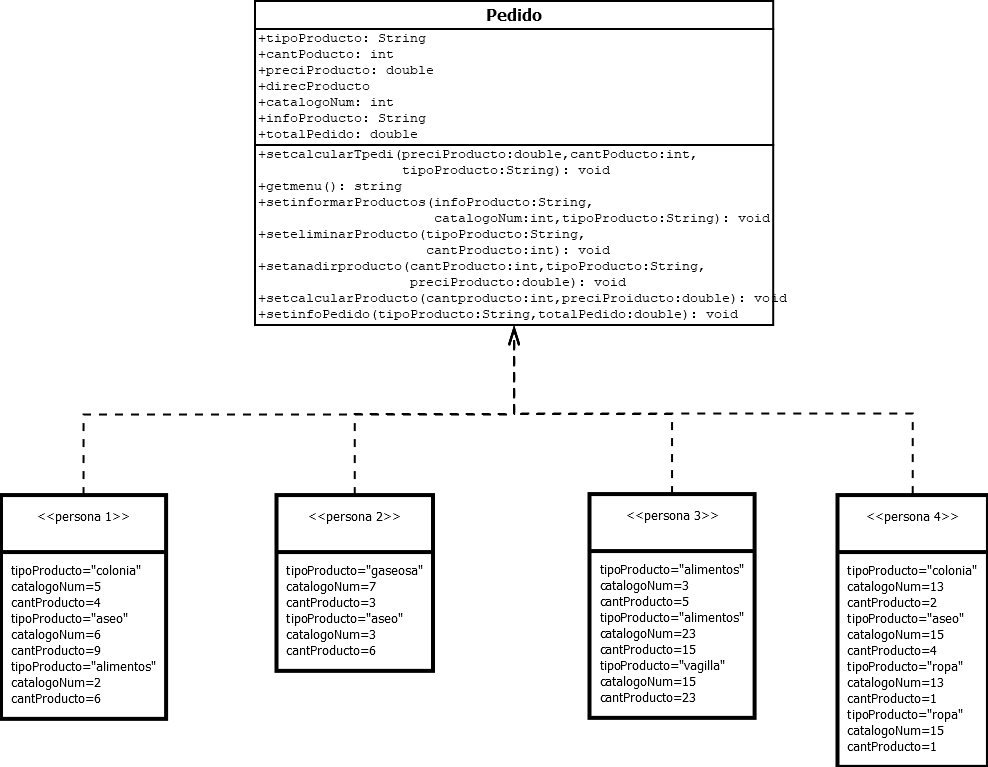 Pedido
+tipoProducto: String
+cantPoducto: int
+preciProducto: double
+direcProducto
+catalogoNum: int
+infoProducto: String
+totalPedido: double
+setcalcularTpedi(preciProducto:double,cantPoducto:int,
tipoProducto:String): void
+getmenu(): string
+setinformarProductos(infoProducto:String,
catalogoNum:int,tipoProducto:String): void
+seteliminarProducto(tipoProducto:String,
cantProducto:int): void
+setanadirproducto(cantProducto:int,tipoProducto:String,
preciProducto:double): void
+setcalcularProducto(cantproducto:int,preciProiducto:double): void
+setinfoPedido(tipoProducto:String,totalPedido:double): void
<<persona 1>>
tipoProducto="colonia"
catalogoNum=5
cantProducto=4
tipoProducto="aseo"
catalogoNum=6
cantProducto=9
tipoProducto="alimentos"
catalogoNum=2
cantProducto=6
<<persona 2>>
tipoProducto="gaseosa"
catalogoNum=7
cantProducto=3
tipoProducto="aseo"
catalogoNum=3
cantProducto=6
<<persona 3>>
tipoProducto="alimentos"
catalogoNum=3
cantProducto=5
tipoProducto="alimentos"
catalogoNum=23
cantProducto=15
tipoProducto="vagilla"
catalogoNum=15
cantProducto=23
<<persona 4>>
tipoProducto="colonia"
catalogoNum=13
cantProducto=2
tipoProducto="aseo"
catalogoNum=15
cantProducto=4
tipoProducto="ropa"
catalogoNum=13
cantProducto=1
tipoProducto="ropa"
catalogoNum=15
cantProducto=1